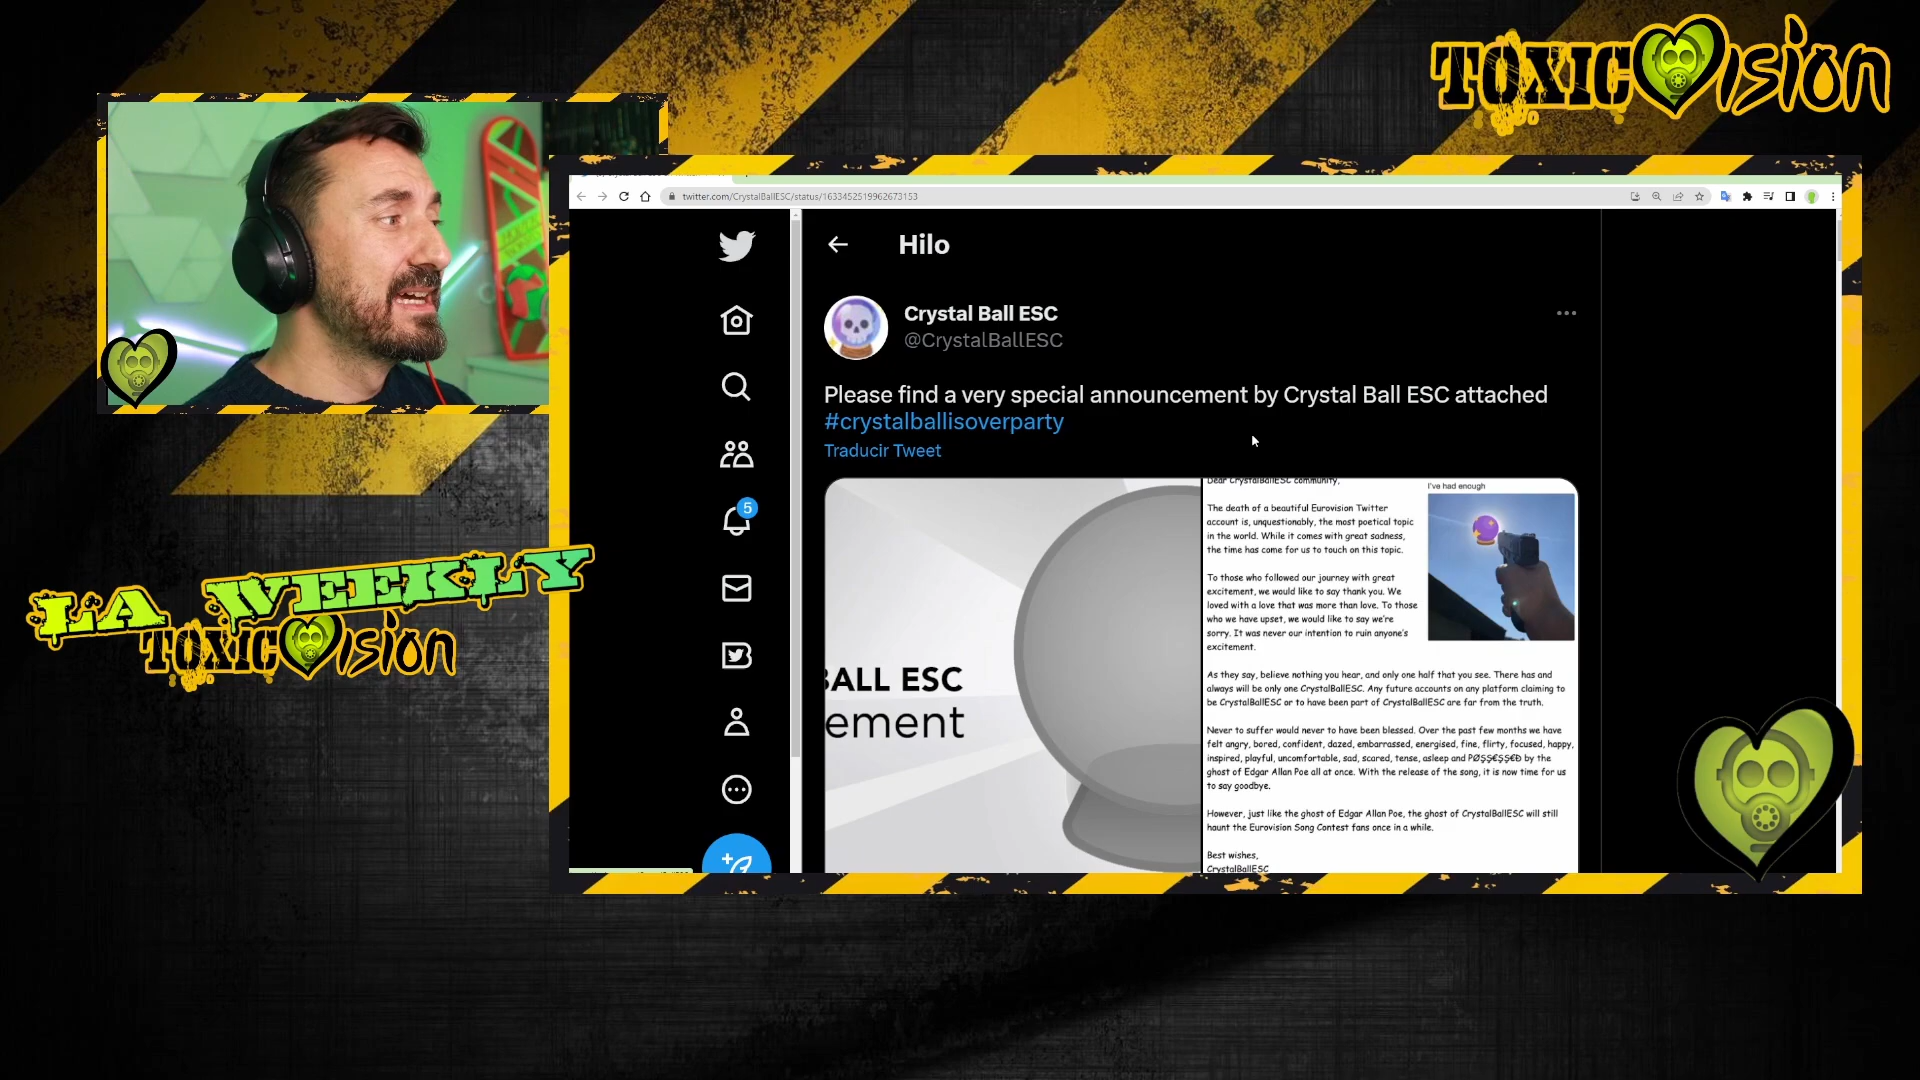 TOXIC ISION
twitter.com/CrystalBallESC/status/1633452519962673153
Hilo
Crystal Ball ESC
@CrystalBallESC
Please find a very special announcement by Crystal Ball ESC attached
#crystalballisoverparty
Traducir Tweet
5
BALL ESC
ement
Dear CrystalBallESC community,
I've had enough
The death of a beautiful Eurovision Twitter
account is, unquestionably, the most poetical topic
in the world. While it comes with great sadness,
the time has come for us to touch on this topic.
To those who followed our journey with great
excitement, we would like to say thank you. We
loved with a love that was more than love. To those
who we have upset, we would like to say we're
sorry. It was never our intention to ruin anyone's
excitement.
As they say, believe nothing you hear, and only one half that you see. There has and
always will be only one CrystalBallESC. Any future accounts on any platform claiming to
be CrystalBallESC or to have been part of CrystalBallESC are far from the truth.
Never to suffer would never to have been blessed. Over the past few months we have
felt angry, bored, confident, dazed, embarrassed, energised, fine, flirty, focused, happy,
inspired, playful, uncomfortable, sad, scared, tense, asleep and PØ$$€$$€Ð by the
ghost of Edgar Allan Poe all at once. With the release of the song, it is now time for us
to say goodbye.
However, just like the ghost of Edgar Allan Poe, the ghost of CrystalBallESC will still
haunt the Eurovision Song Contest fans once in a while.
Best wishes,
CrystalBallESC
LA WEEKLY
TOXIC ISION